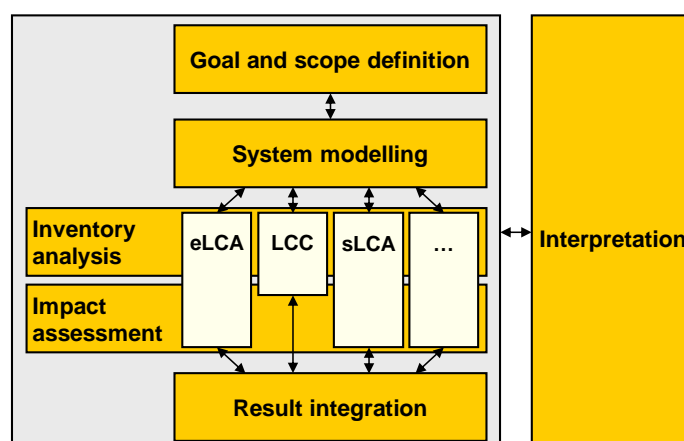 Goal and scope definition
System modelling
Inventory
analysis
eLCA
LCC
sLCA
…
Interpretation
Impact
assessment
Result integration